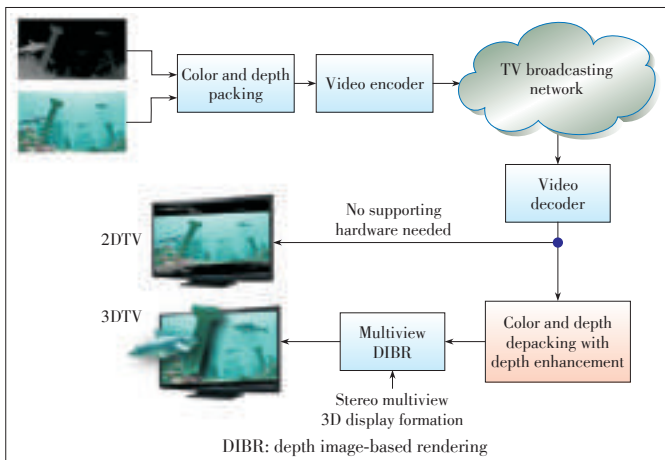 Color and depth
packing
Video encoder
TV broadcasting
network
Video
decoder
No supporting
hardware needed
2DTV
3DTV
Multiview
DIBR
Color and depth
depacking with
depth enhancement
Stereo multiview
3D display formation
DIBR: depth image-based rendering